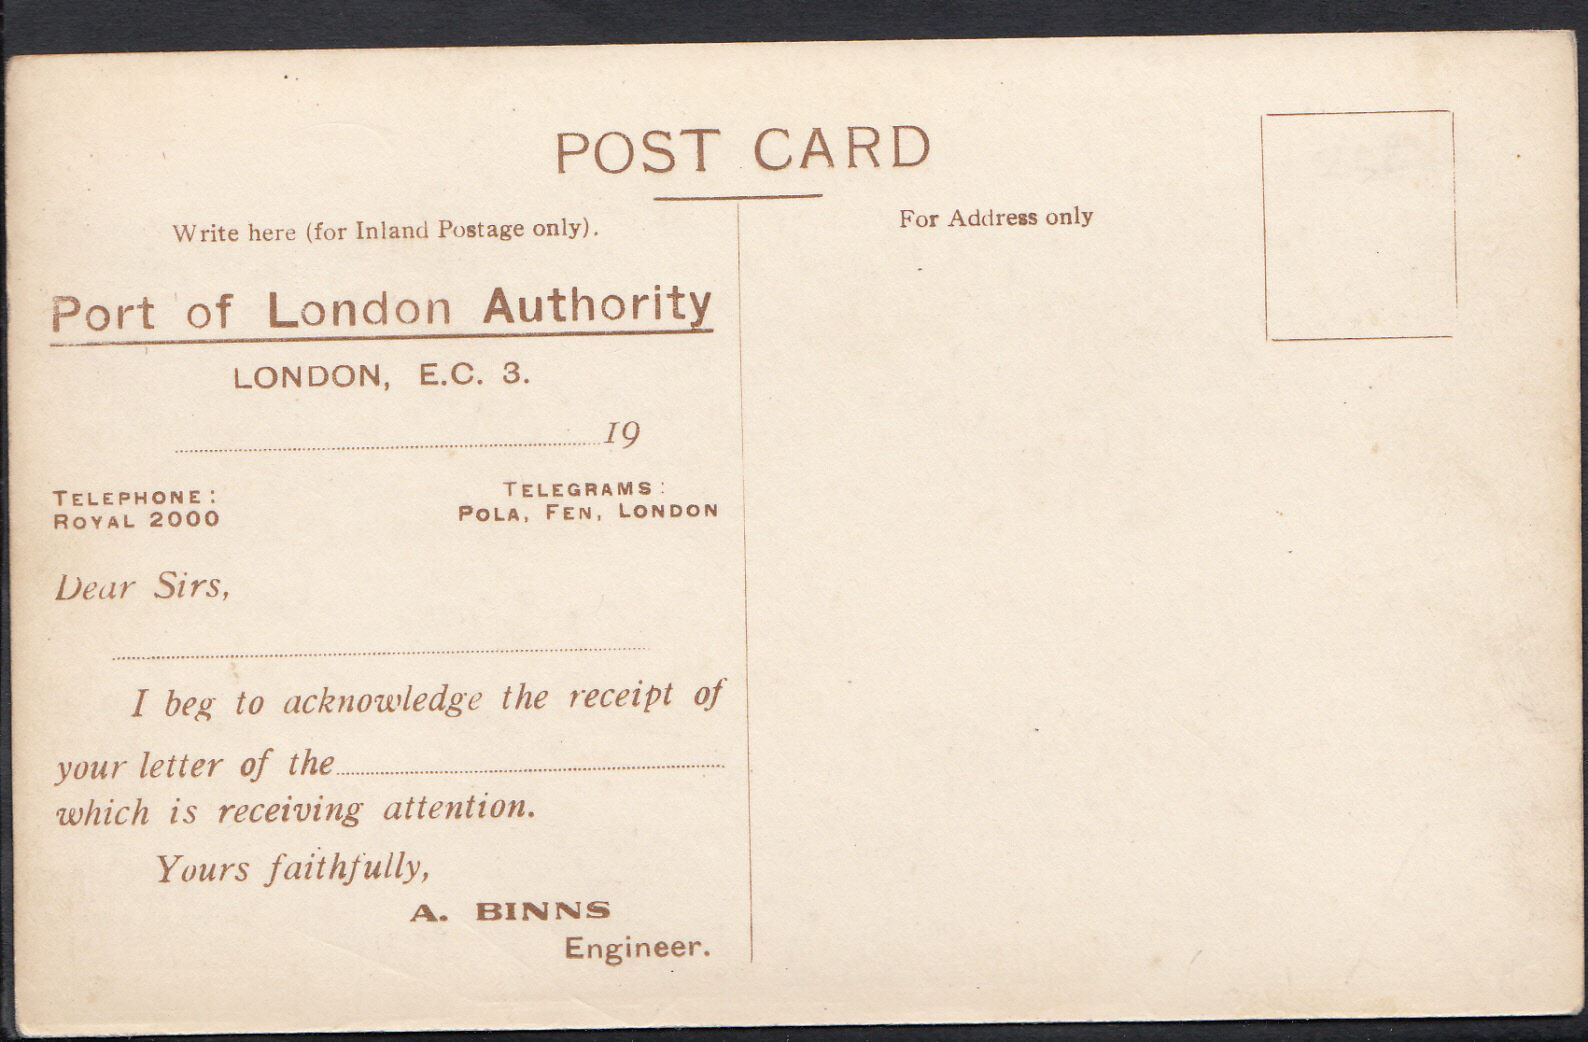 POST CARD
Write here (for Inland Postage only).
For Address only
Port of London Authority
LONDON, E.C. 3.
19
TELEPHONE:
ROYAL 2000
TELEGRAMS:
POLA, FEN, LONDON
Dear Sirs,
I beg to acknowledge the receipt of
your letter of the
which is receiving attention.
Yours faithfully,
A. BINNS
Engineer.